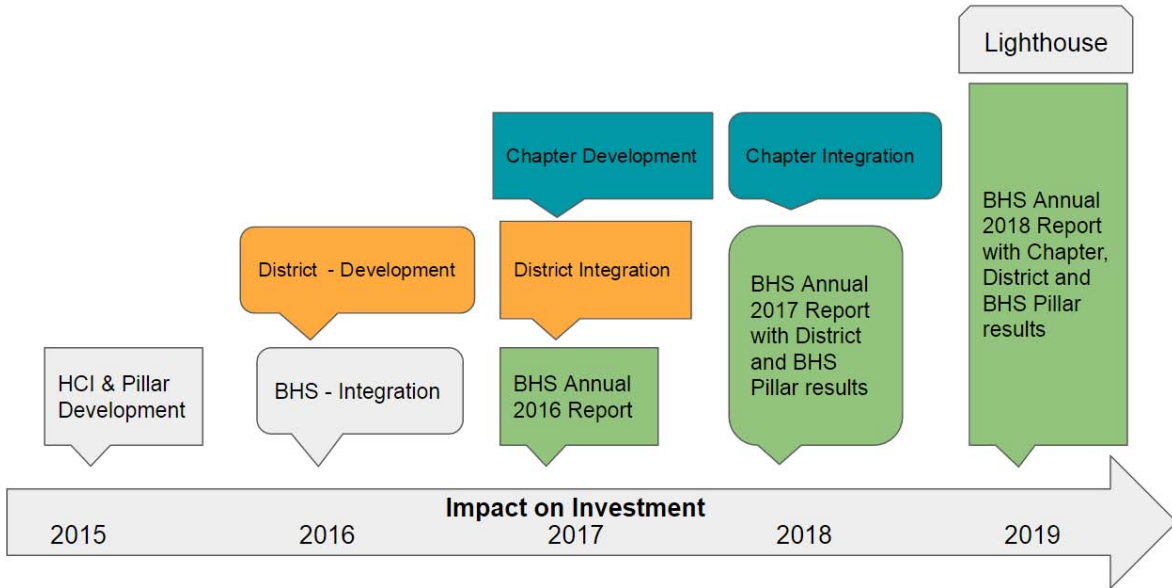 Lighthouse
Chapter Development
Chapter Integration
BHS Annual
2018 Report
with Chapter,
District and
BHS Pillar
results
District - Development
District Integration
BHS Annual
2017 Report
with District
and BHS
Pillar results
HCI & Pillar
Development
BHS - Integration
BHS Annual
2016 Report
Impact on Investment
2015
2016
2017
2018
2019